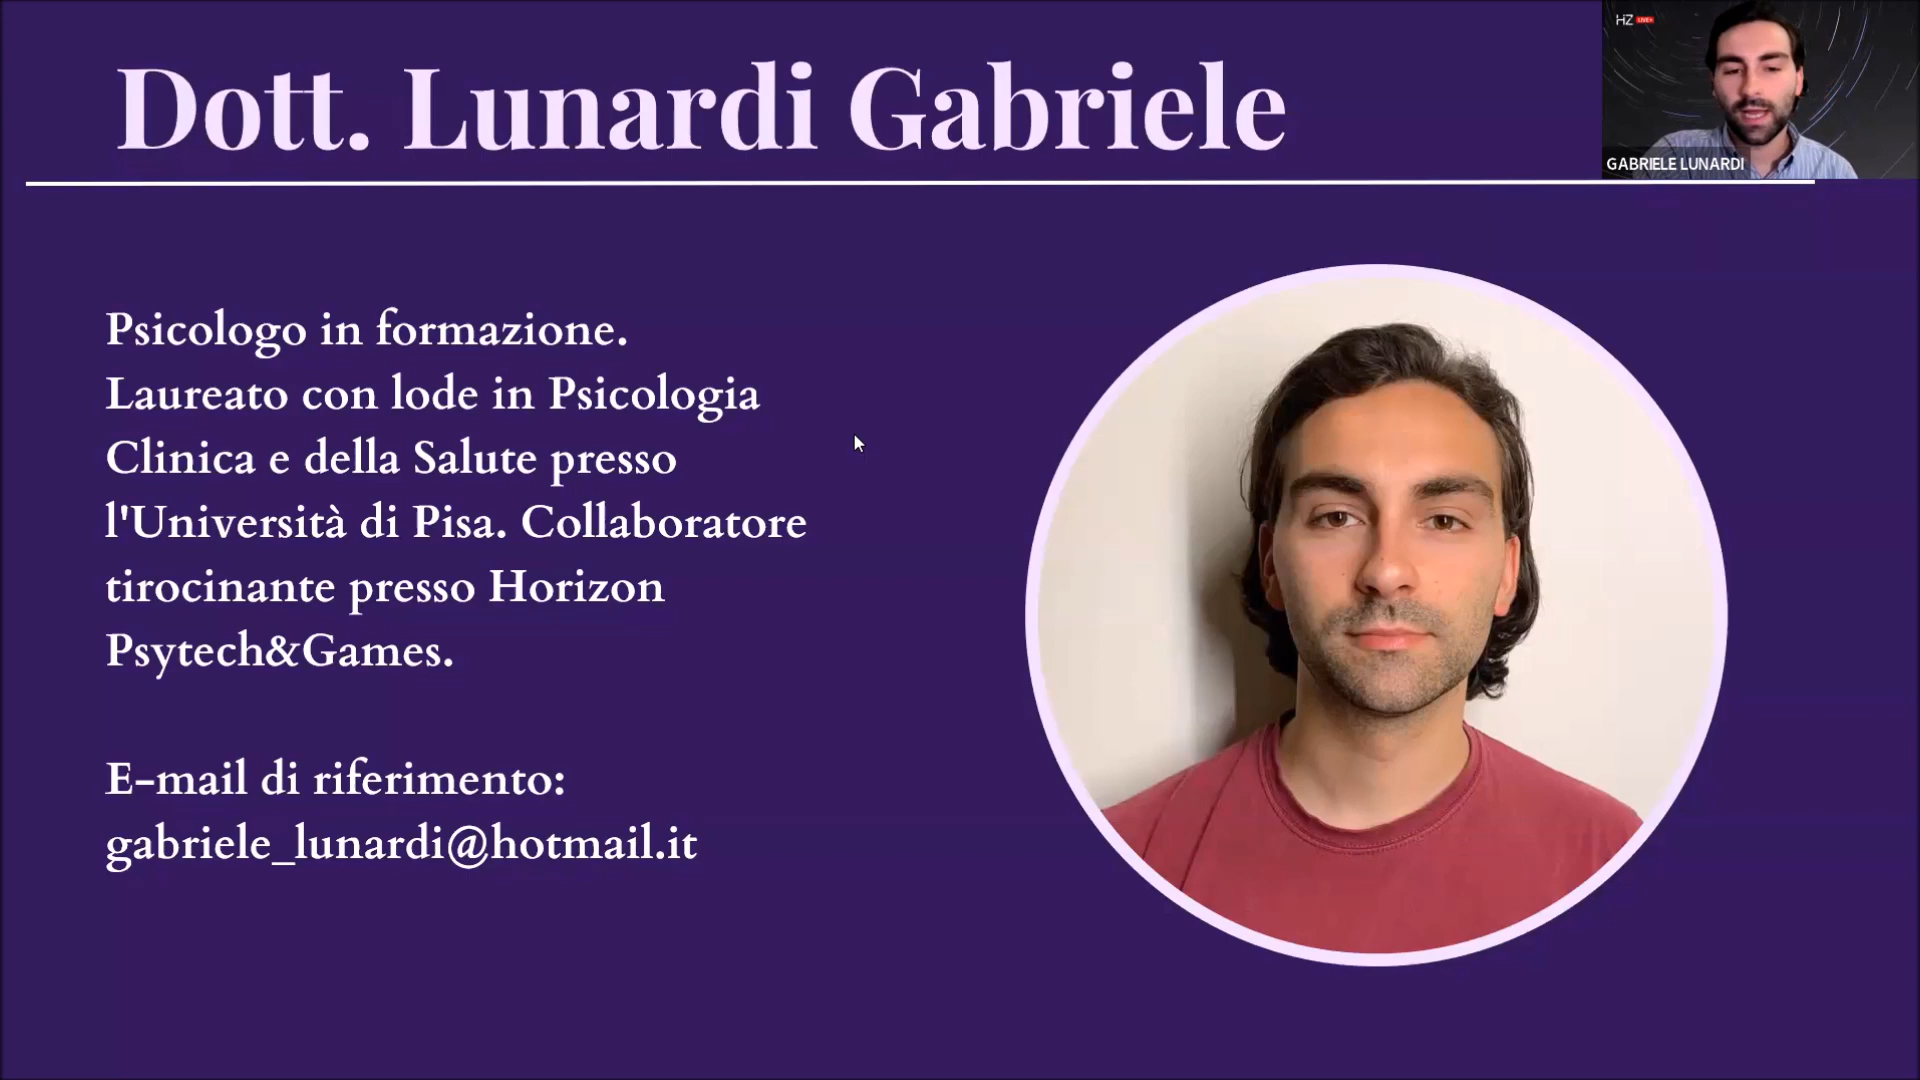 Dott. Lunardi Gabriele
HZ LIVE+
GABRIELE LUNARDI
Psicologo in formazione.
Laureato con lode in Psicologia
Clinica e della Salute presso
l'Università di Pisa. Collaboratore
tirocinante presso Horizon
Psytech&Games.
E-mail di riferimento:
gabriele_lunardi@hotmail.it